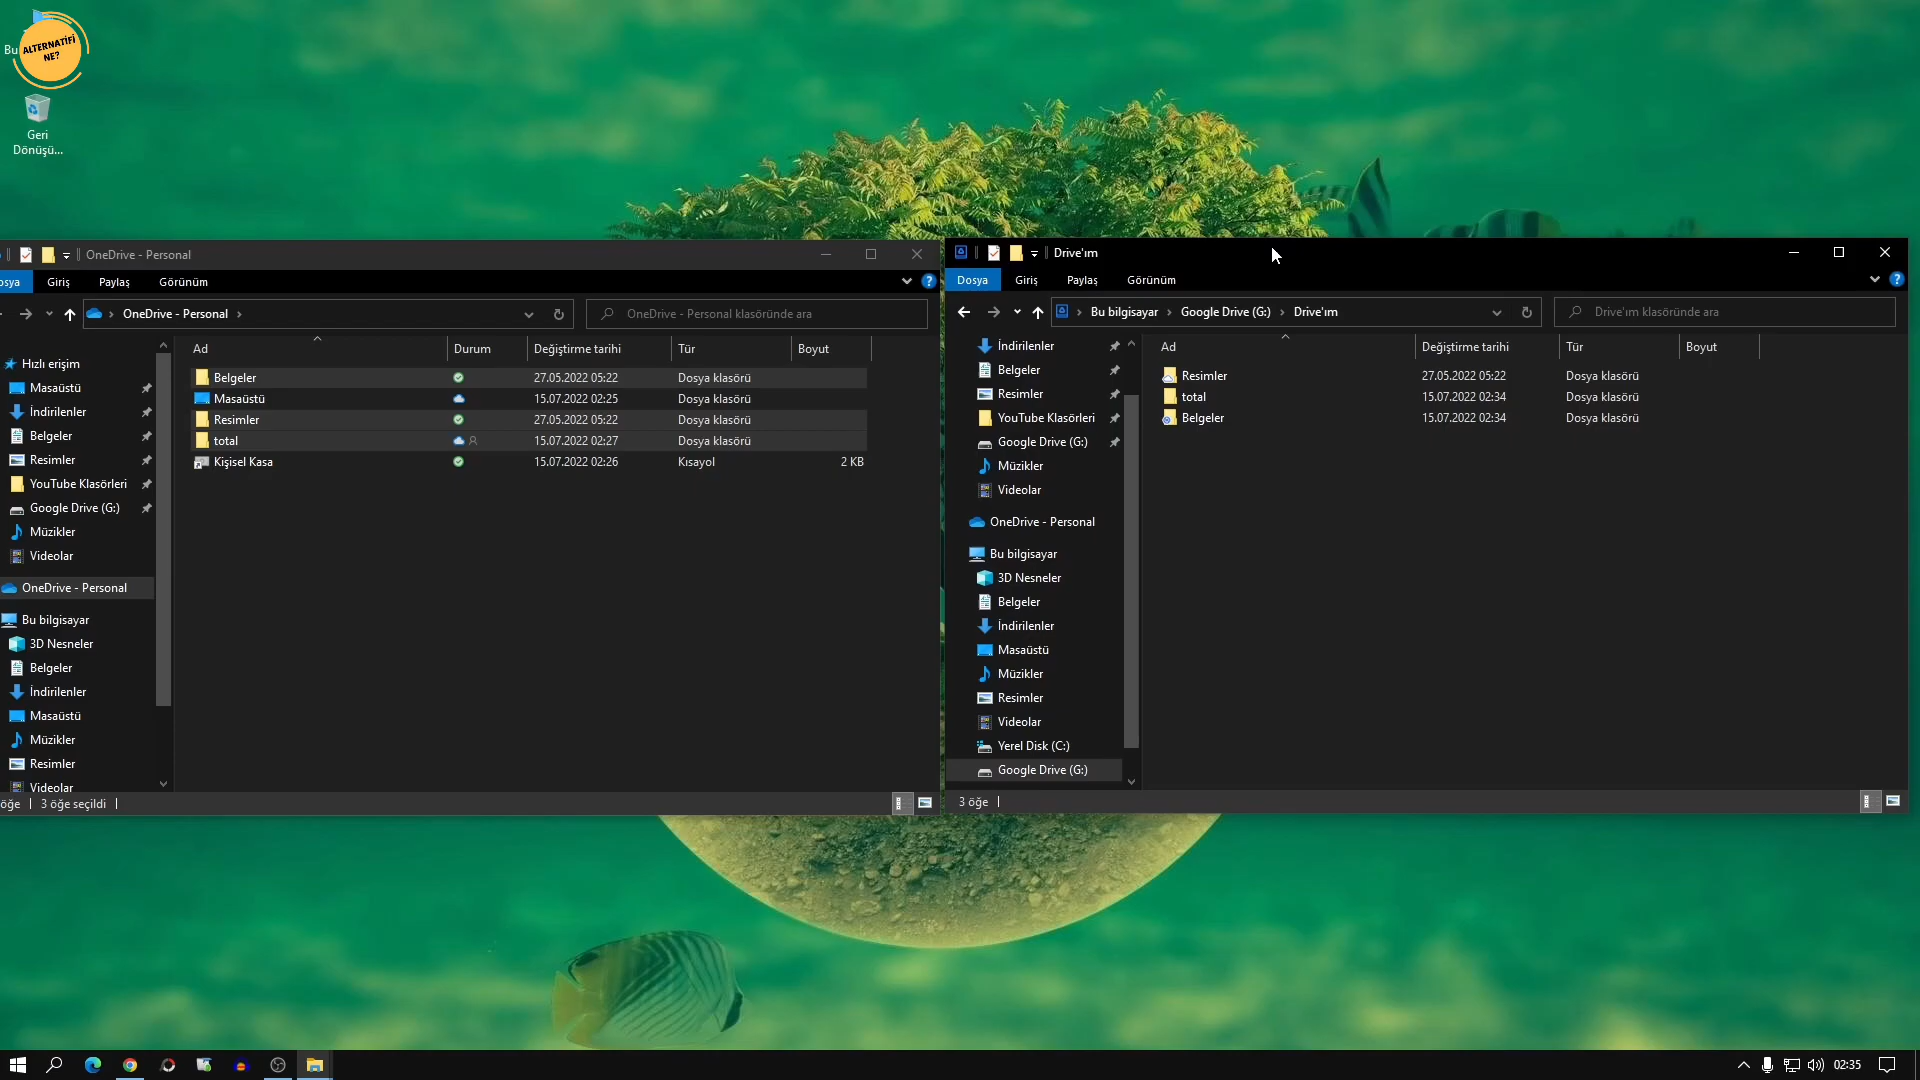 Bu
ALTERNATİFİ
NE?
Geri
Dönüşü...
OneDrive - Personal
osya
Giriş
Paylaş
Görünüm
OneDrive - Personal
OneDrive - Personal klasöründe ara
Hızlı erişim
Masaüstü
İndirilenler
Belgeler
Resimler
YouTube Klasörleri
Google Drive (G:)
Müzikler
Videolar
OneDrive - Personal
Bu bilgisayar
3D Nesneler
Belgeler
İndirilenler
Masaüstü
Müzikler
Resimler
Videolar
Ad Durum Değiştirme tarihi Tür Boyut
Belgeler 27.05.2022 05:22 Dosya klasörü
Masaüstü 15.07.2022 02:25 Dosya klasörü
Resimler 27.05.2022 05:22 Dosya klasörü
total 15.07.2022 02:27 Dosya klasörü
Kişisel Kasa 15.07.2022 02:26 Kısayol 2 KB
öğe 3 öğe seçildi
Drive'ım
Dosya
Giriş
Paylaş
Görünüm
Bu bilgisayar Google Drive (G:) Drive'ım
Drive'ım klasöründe ara
İndirilenler
Belgeler
Resimler
YouTube Klasörleri
Google Drive (G:)
Müzikler
Videolar
OneDrive - Personal
Bu bilgisayar
3D Nesneler
Belgeler
İndirilenler
Masaüstü
Müzikler
Resimler
Videolar
Yerel Disk (C:)
Google Drive (G:)
Ad Değiştirme tarihi Tür Boyut
Resimler 27.05.2022 05:22 Dosya klasörü
total 15.07.2022 02:34 Dosya klasörü
Belgeler 15.07.2022 02:34 Dosya klasörü
3 öğe
02:35